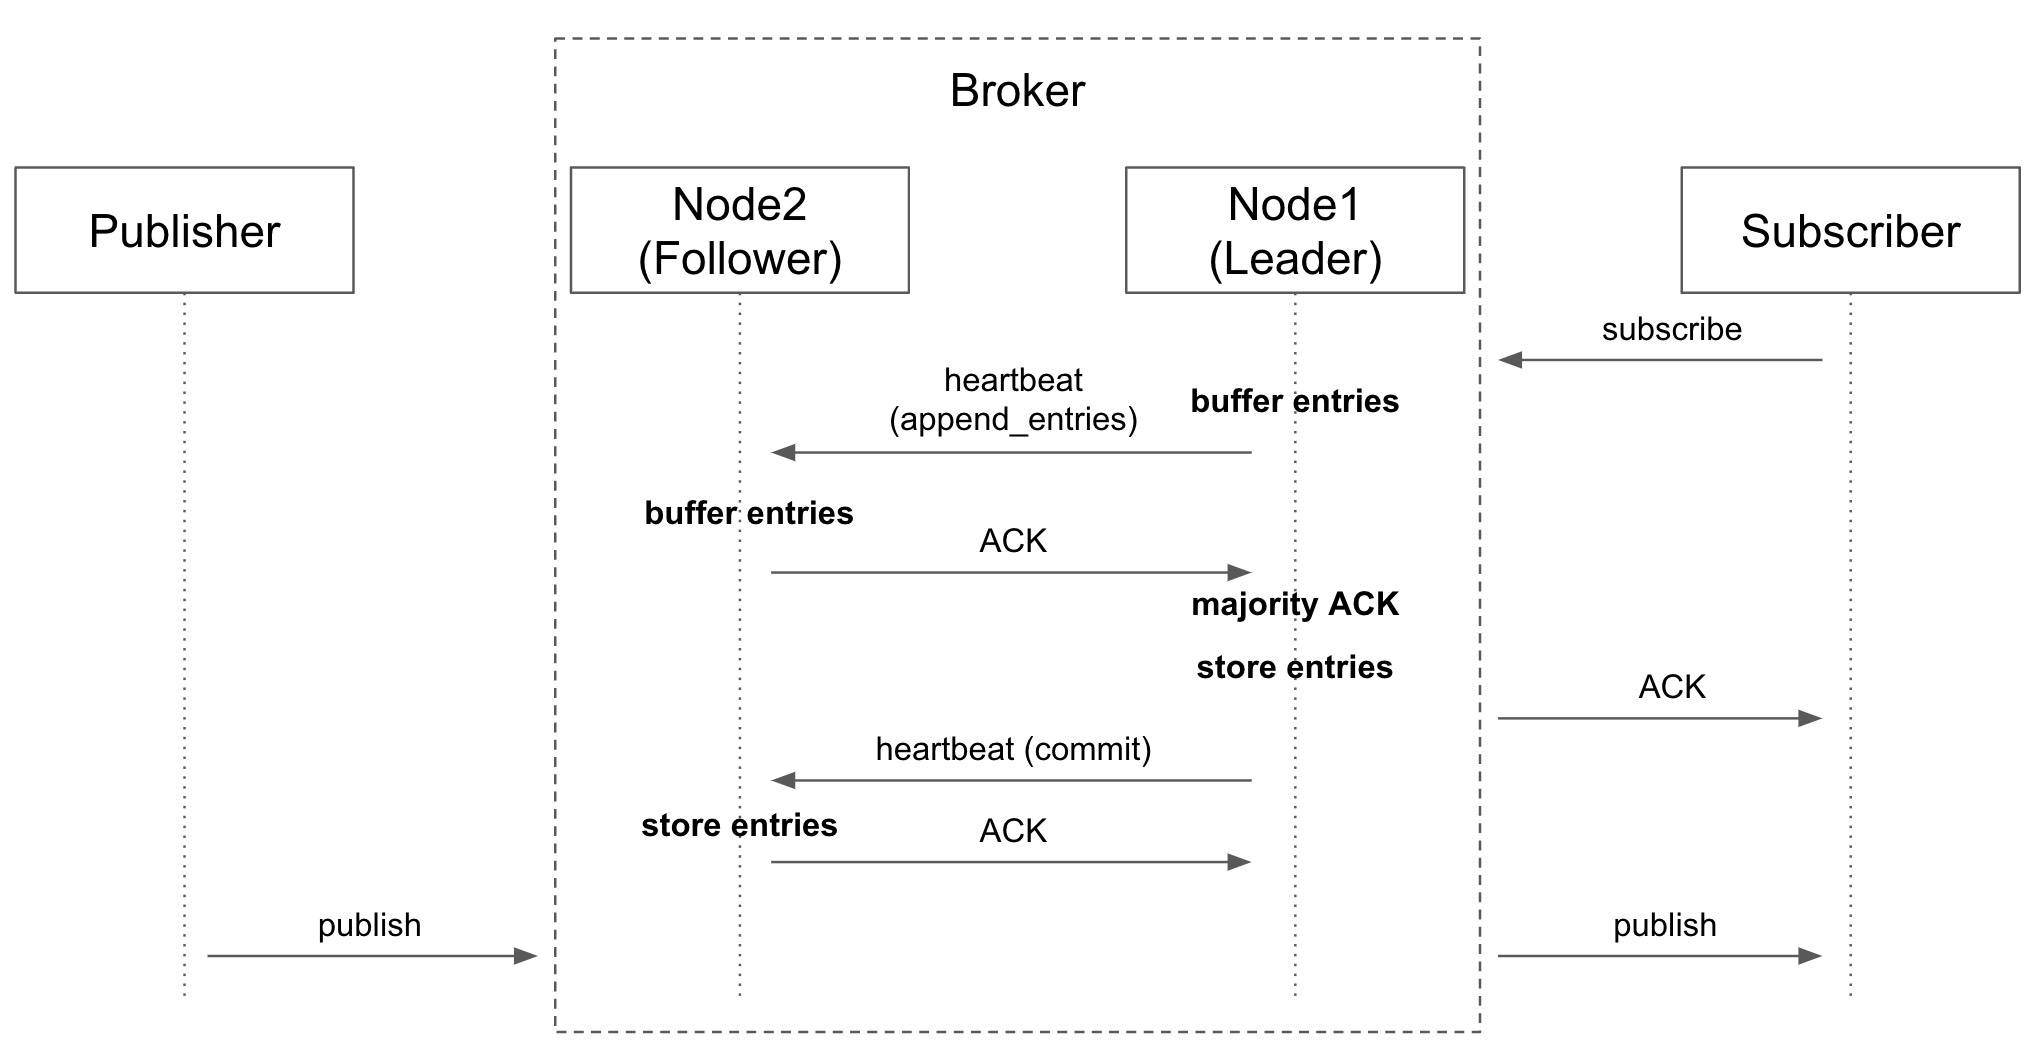 Broker
Publisher
Node2
(Follower)
Node1
(Leader)
Subscriber
subscribe
heartbeat
(append_entries)
buffer entries
buffer entries
ACK
majority ACK
store entries
ACK
heartbeat (commit)
store entries
ACK
publish
publish